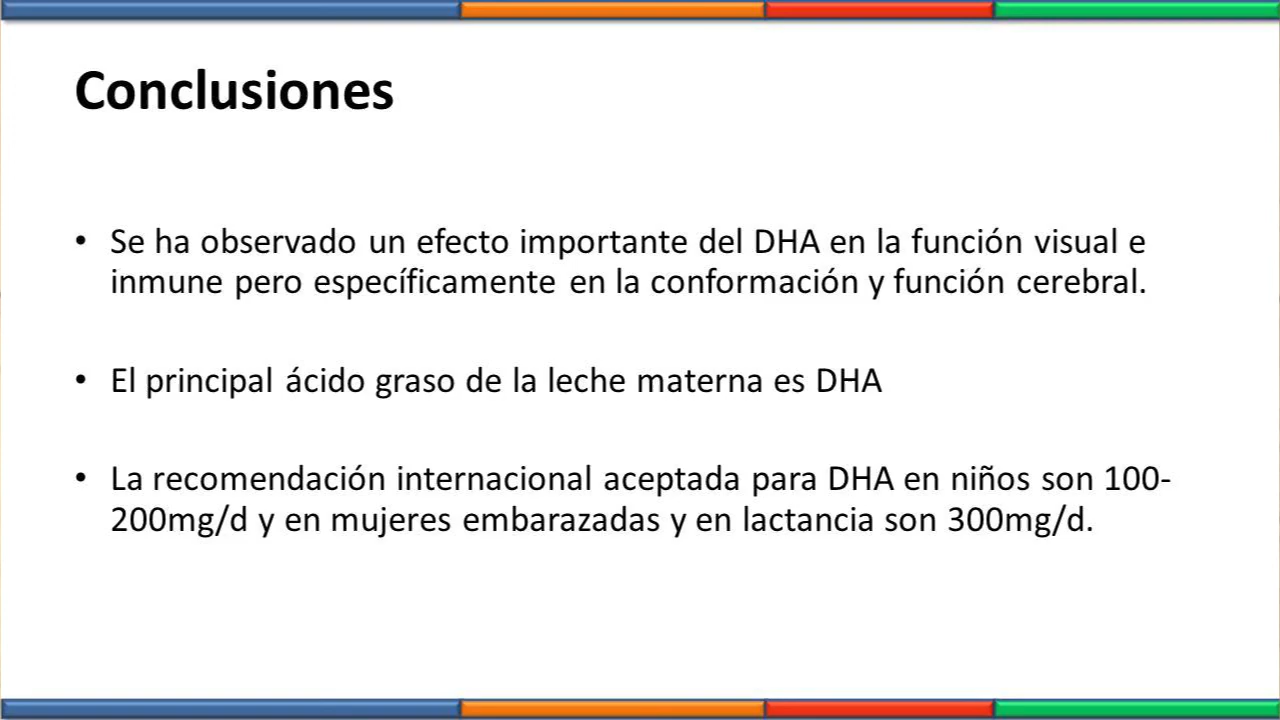 Conclusiones
• Se ha observado un efecto importante del DHA en la función visual e
inmune pero específicamente en la conformación y función cerebral.
• El principal ácido graso de la leche materna es DHA
• La recomendación internacional aceptada para DHA en niños son 100-
200mg/d y en mujeres embarazadas y en lactancia son 300mg/d.